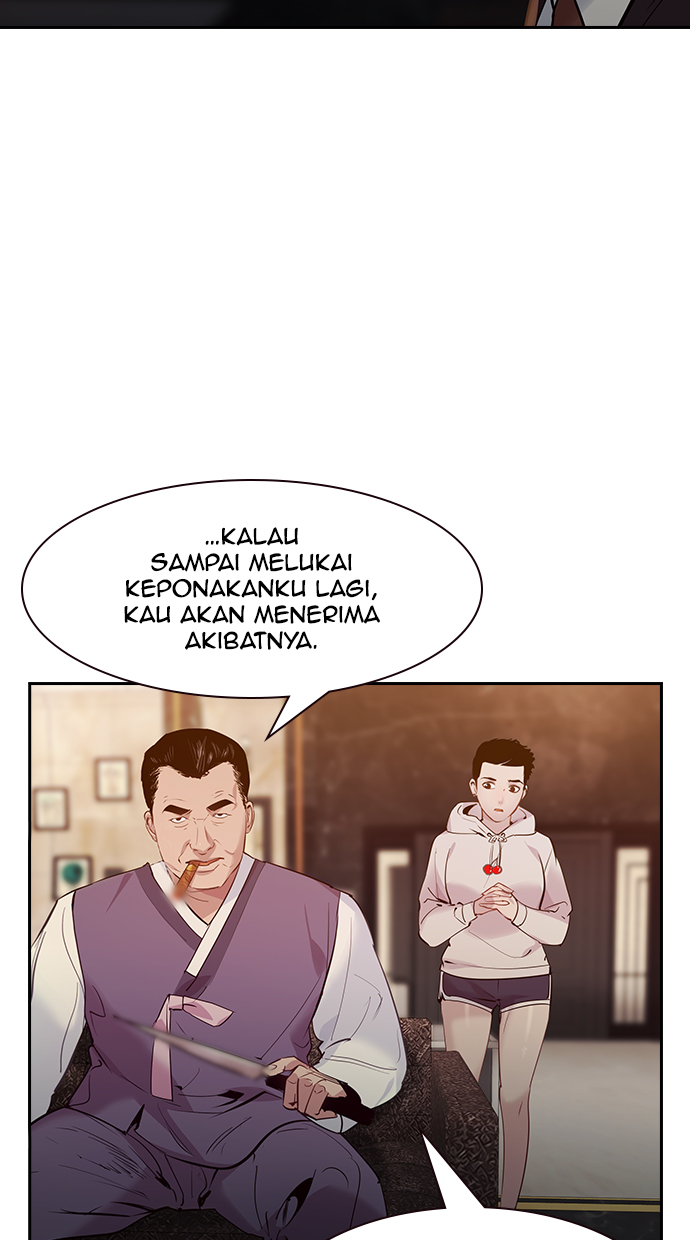 ...KALAU
SAMPAI MELUKAI
KEPONAKANKU LAGI,
KAU AKAN MENERIMA
AKIBATNYA.